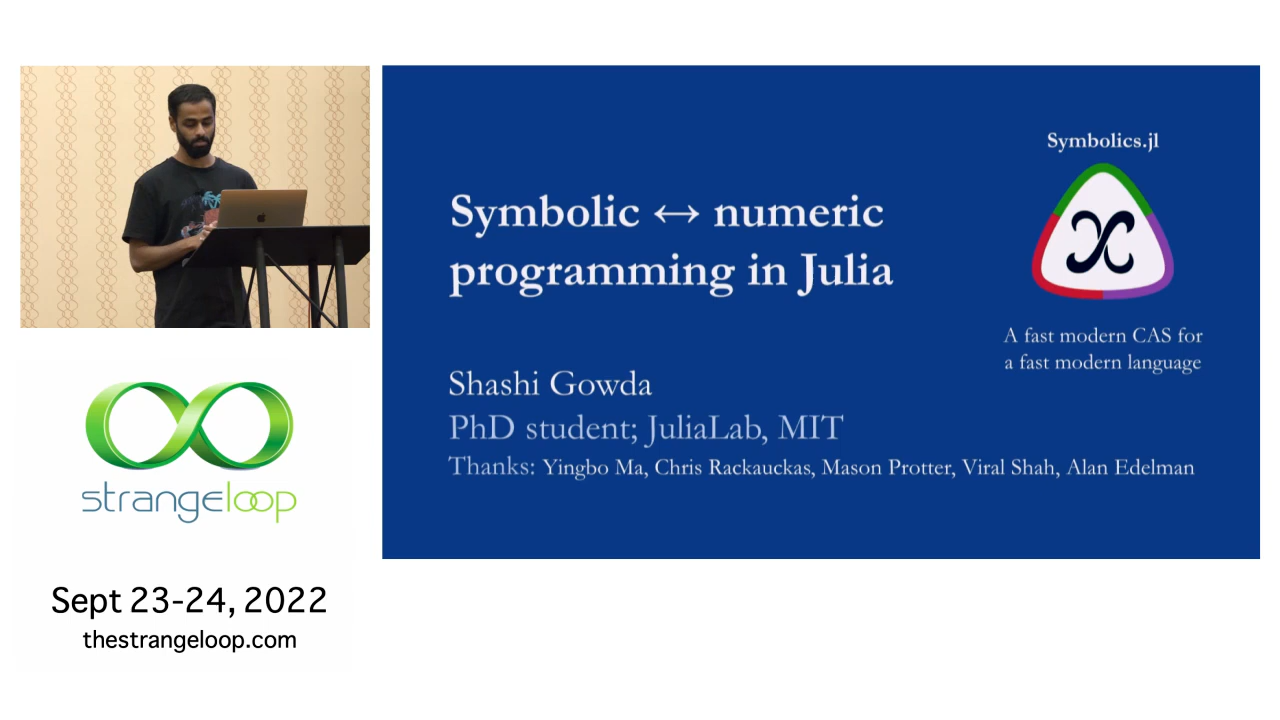 Symbolics.jl
Symbolic ↔ numeric
programming in Julia
A fast modern CAS for
a fast modern language
Shashi Gowda
PhD student; JuliaLab, MIT
Thanks: Yingbo Ma, Chris Rackauckas, Mason Protter, Viral Shah, Alan Edelman
strangeloop
Sept 23-24, 2022
thestrangeloop.com